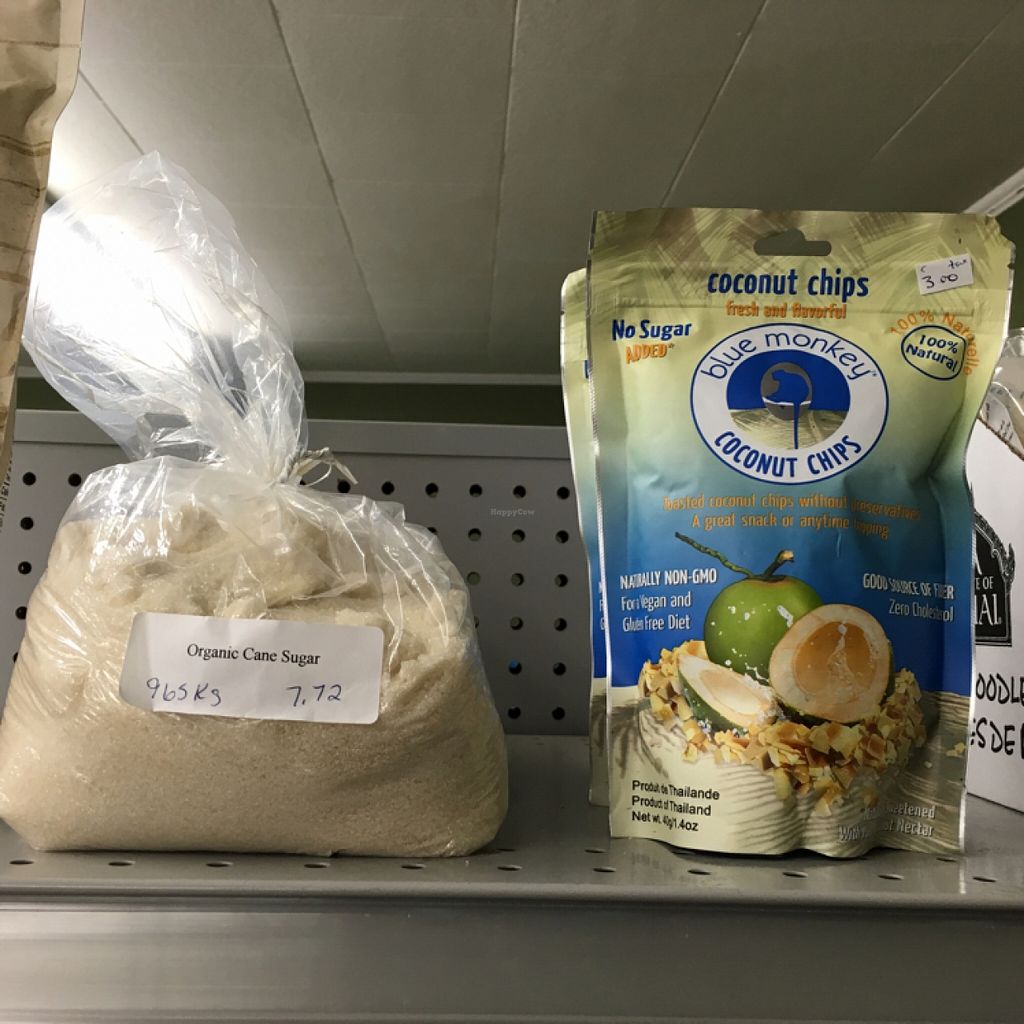 Organic Cane Sugar
965Kg 7.72
HappyCow
coconut chips
fresh and flavorful
3.00
No Sugar
ADDED*
100% Naturelle
100%
Natural
blue monkey™
COCONUT CHIPS
Toasted coconut chips without preservatives
A great snack or anytime topping
NATURALLY NON-GMO
For a Vegan and
Gluten Free Diet
GOOD SOURCE OF FIBER
Zero Cholesterol
Produit de Thailande
Product of Thailand
Net wt. 40g/1.4oz
Nectar
OF